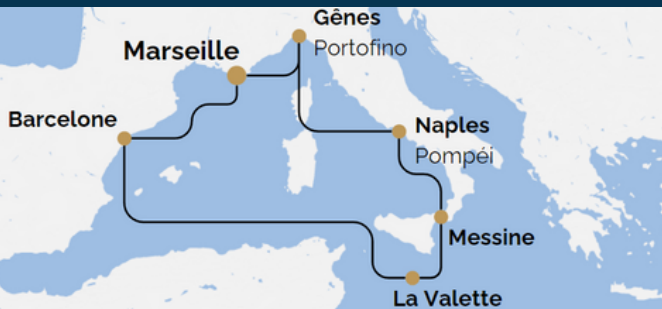 Gênes
Portofino
Marseille
Barcelone
Naples
Pompéi
Messine
La Valette